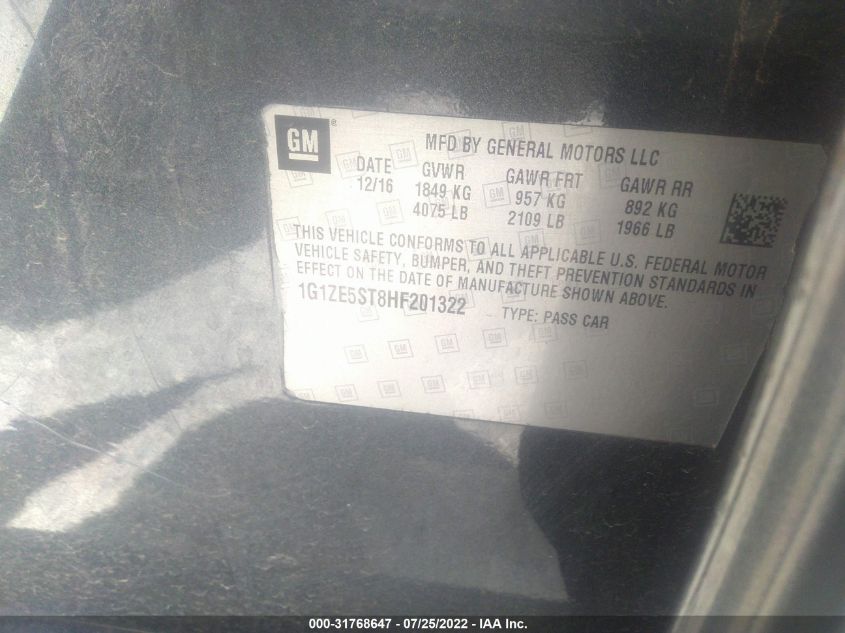 GM ®
MFD BY GENERAL MOTORS LLC
DATE GVWR GAWR FRT GAWR RR
12/16 1849 KG 957 KG 892 KG
4075 LB 2109 LB 1966 LB
THIS VEHICLE CONFORMS TO ALL APPLICABLE U.S. FEDERAL MOTOR
VEHICLE SAFETY, BUMPER, AND THEFT PREVENTION STANDARDS IN
EFFECT ON THE DATE OF MANUFACTURE SHOWN ABOVE.
1G1ZE5ST8HF201322 TYPE: PASS CAR
000-31768647 - 07/25/2022 - IAA Inc.